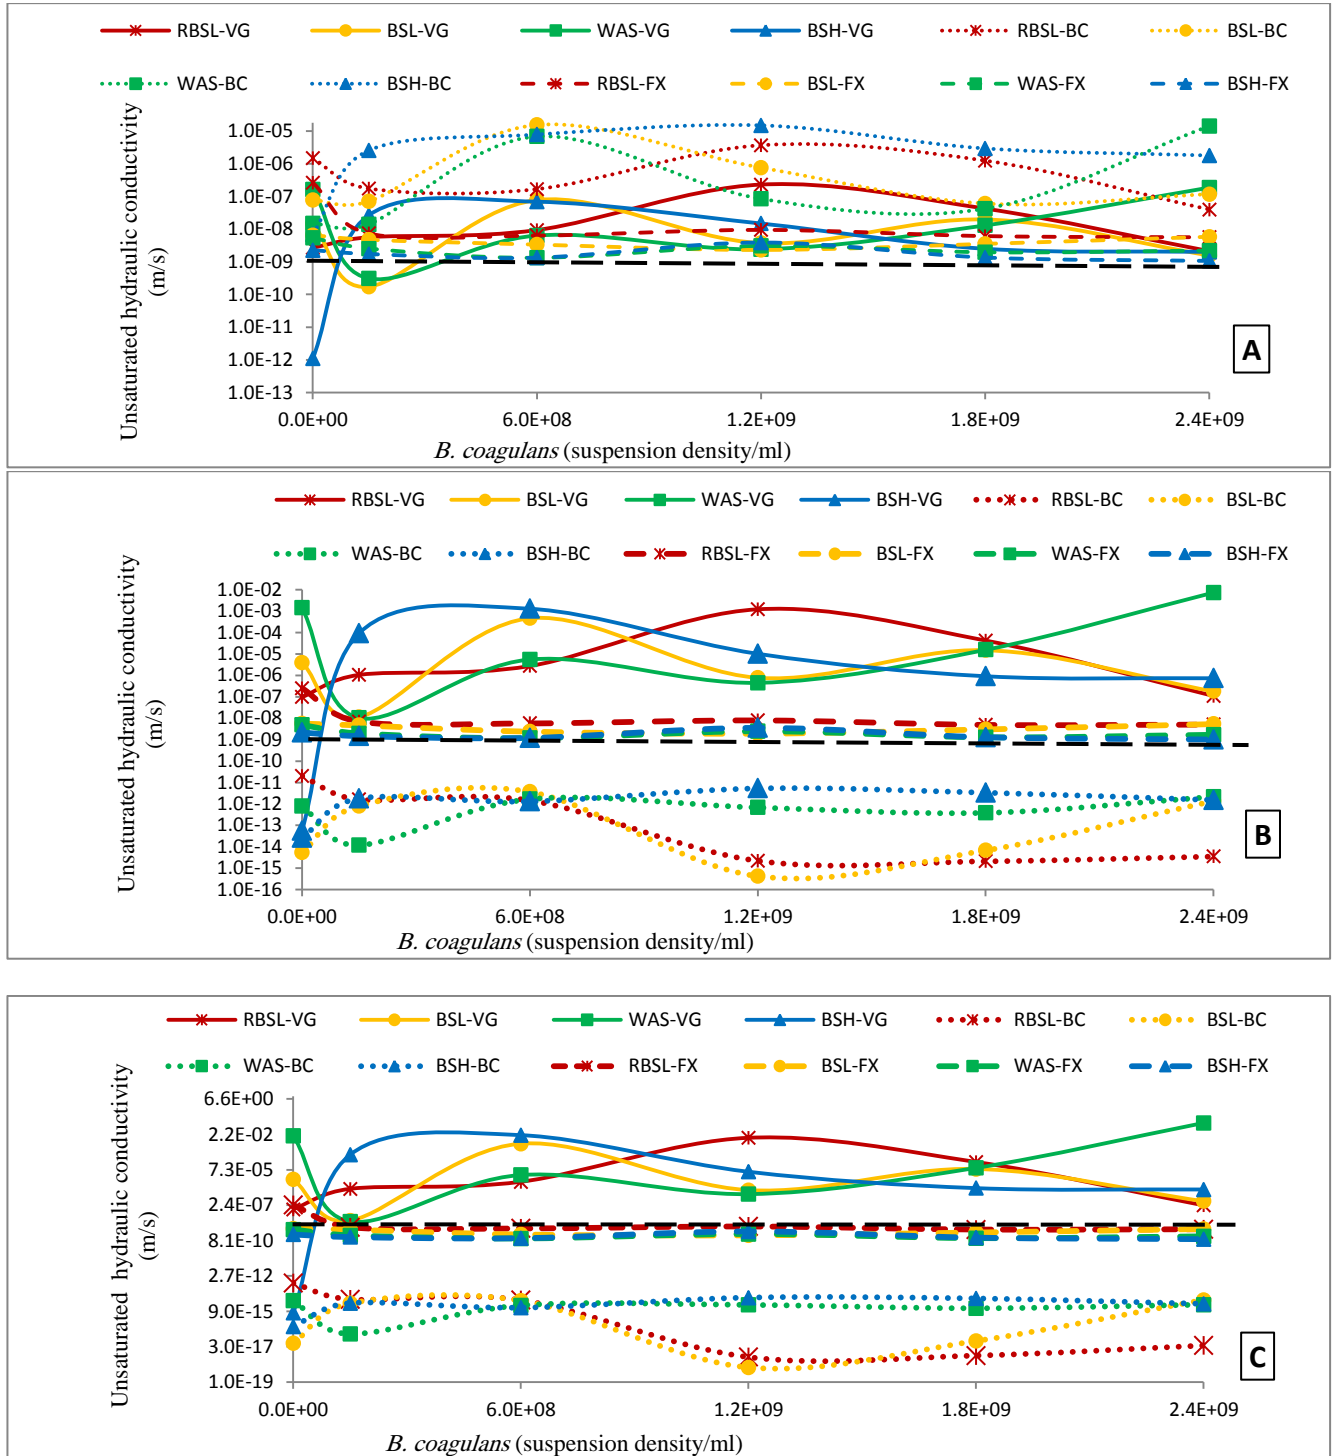 RBSL-VG BSL-VG WAS-VG BSH-VG RBSL-BC BSL-BC
WAS-BC BSH-BC RBSL-FX BSL-FX WAS-FX BSH-FX
Unsaturated hydraulic conductivity
(m/s)
1.0E-05
1.0E-06
1.0E-07
1.0E-08
1.0E-09
1.0E-10
1.0E-11
1.0E-12
1.0E-13
A
0.0E+00 6.0E+08 1.2E+09 1.8E+09 2.4E+09
B. coagulans (suspension density/ml)
RBSL-VG BSL-VG WAS-VG BSH-VG RBSL-BC BSL-BC
WAS-BC BSH-BC RBSL-FX BSL-FX WAS-FX BSH-FX
Unsaturated hydraulic conductivity
(m/s)
1.0E-02
1.0E-03
1.0E-04
1.0E-05
1.0E-06
1.0E-07
1.0E-08
1.0E-09
1.0E-10
1.0E-11
1.0E-12
1.0E-13
1.0E-14
1.0E-15
1.0E-16
B
0.0E+00 6.0E+08 1.2E+09 1.8E+09 2.4E+09
B. coagulans (suspension density/ml)
RBSL-VG BSL-VG WAS-VG BSH-VG RBSL-BC BSL-BC
WAS-BC BSH-BC RBSL-FX BSL-FX WAS-FX BSH-FX
Unsaturated hydraulic conductivity
(m/s)
6.6E+00
2.2E-02
7.3E-05
2.4E-07
8.1E-10
2.7E-12
9.0E-15
3.0E-17
1.0E-19
C
0.0E+00 6.0E+08 1.2E+09 1.8E+09 2.4E+09
B. coagulans (suspension density/ml)